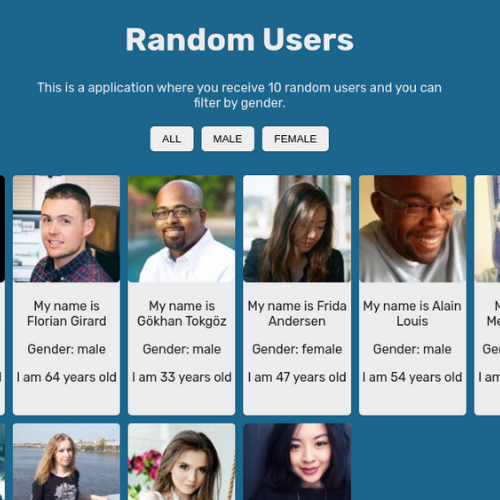 Random Users
This is a application where you receive 10 random users and you can
filter by gender.
ALL
MALE
FEMALE
My name is
Florian Girard
Gender: male
I am 64 years old
My name is
Gökhan Tokgöz
Gender: male
I am 33 years old
My name is Frida
Andersen
Gender: female
I am 47 years old
My name is Alain
Louis
Gender: male
I am 54 years old